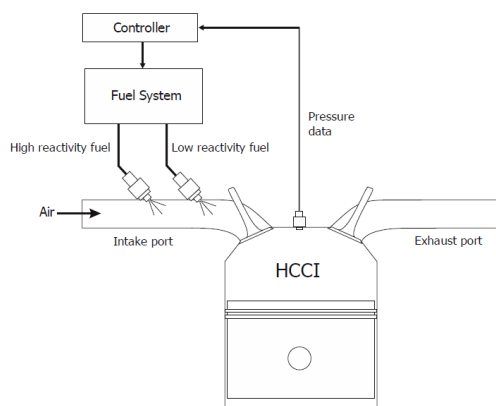 Controller
Fuel System
High reactivity fuel
Low reactivity fuel
Pressure
data
Air
Intake port
Exhaust port
HCCI